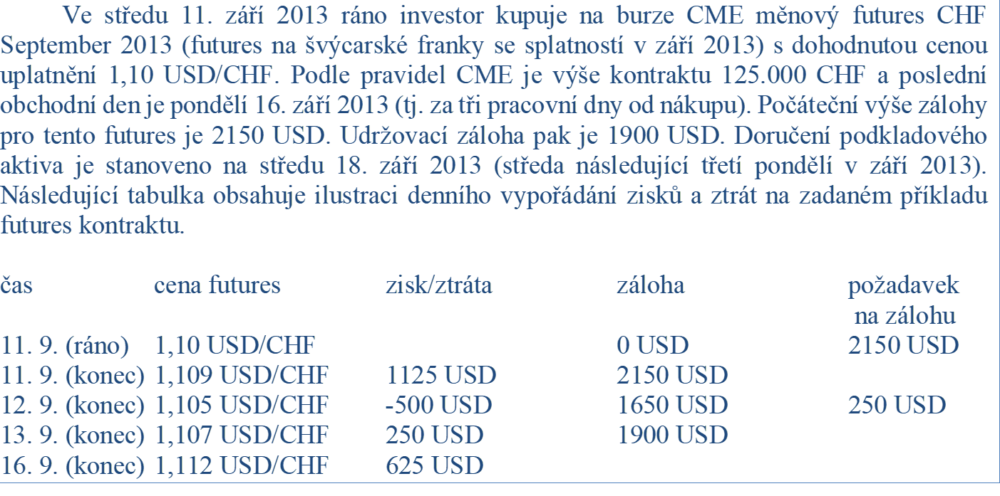 Ve středu 11. září 2013 ráno investor kupuje na burze CME měnový futures CHF
September 2013 (futures na švýcarské franky se splatností v září 2013) s dohodnutou cenou
uplatnění 1,10 USD/CHF. Podle pravidel CME je výše kontraktu 125.000 CHF a poslední
obchodní den je pondělí 16. září 2013 (tj. za tři pracovní dny od nákupu). Počáteční výše zálohy
pro tento futures je 2150 USD. Udržovací záloha pak je 1900 USD. Doručení podkladového
aktiva je stanoveno na středu 18. září 2013 (středa následující třetí pondělí v září 2013).
Následující tabulka obsahuje ilustraci denního vypořádání zisků a ztrát na zadaném příkladu
futures kontraktu.
čas cena futures zisk/ztráta záloha požadavek
na zálohu
11. 9. (ráno) 1,10 USD/CHF 0 USD 2150 USD
11. 9. (konec) 1,109 USD/CHF 1125 USD 2150 USD
12. 9. (konec) 1,105 USD/CHF -500 USD 1650 USD 250 USD
13. 9. (konec) 1,107 USD/CHF 250 USD 1900 USD
16. 9. (konec) 1,112 USD/CHF 625 USD